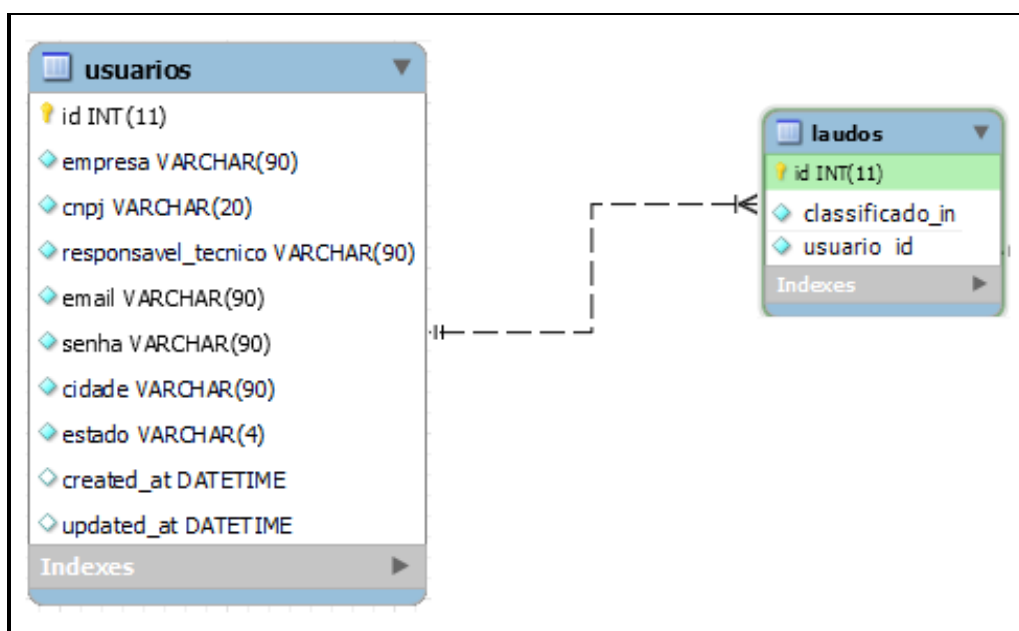 usuarios
id INT(11)
empresa VARCHAR(90)
cnpj VARCHAR(20)
responsavel_tecnico VARCHAR(90)
email VARCHAR(90)
senha VARCHAR(90)
cidade VARCHAR(90)
estado VARCHAR(4)
created_at DATETIME
updated_at DATETIME
Indexes
laudos
id INT(11)
classificado_in
usuario_id
Indexes